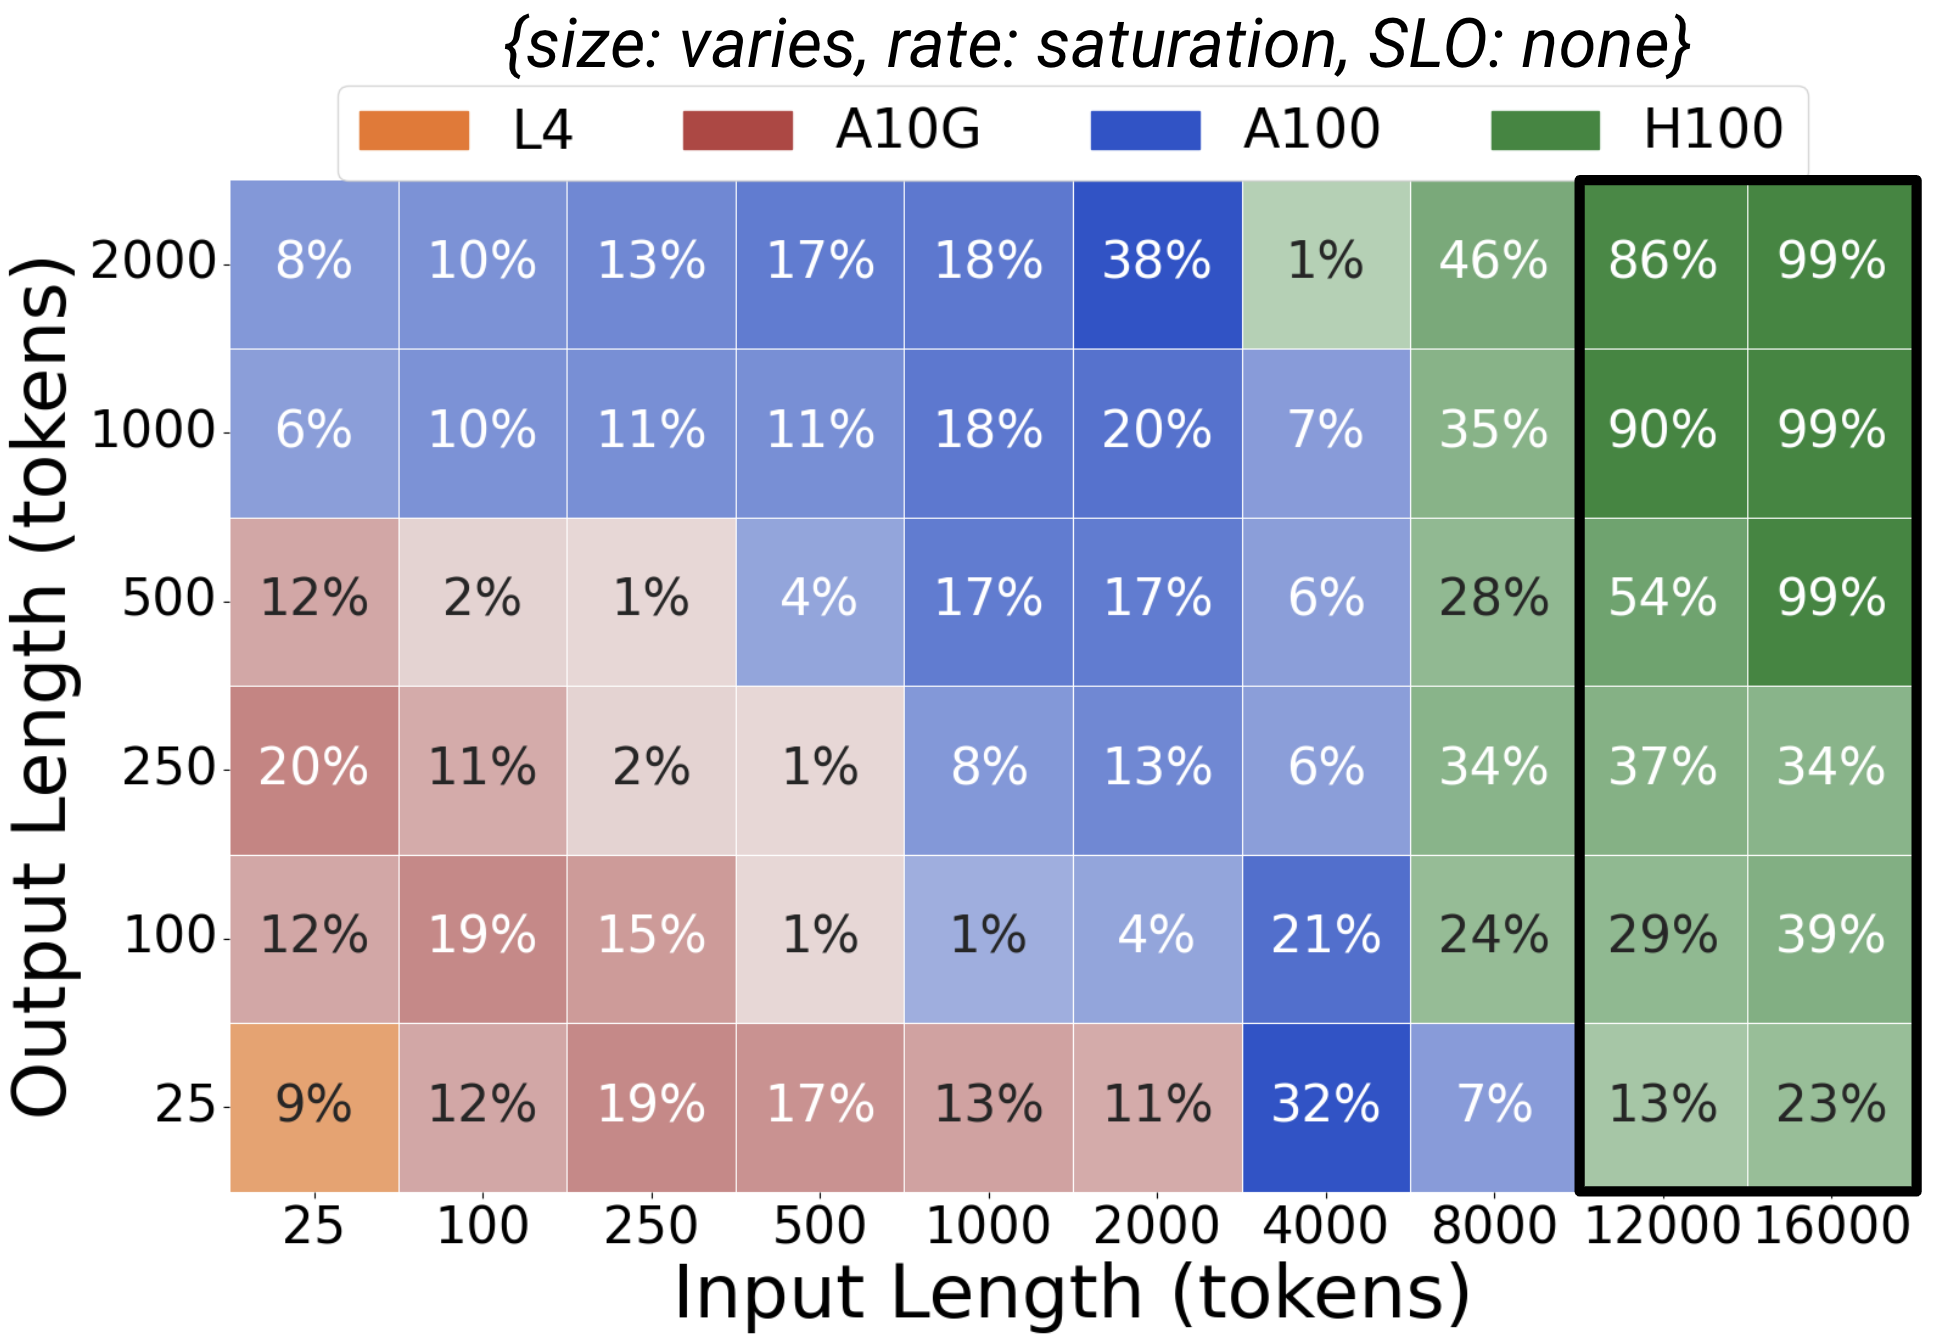 {size: varies, rate: saturation, SLO: none}
L4 A10G A100 H100
Output Length (tokens)
2000 8% 10% 13% 17% 18% 38% 1% 46% 86% 99%
1000 6% 10% 11% 11% 18% 20% 7% 35% 90% 99%
500 12% 2% 1% 4% 17% 17% 6% 28% 54% 99%
250 20% 11% 2% 1% 8% 13% 6% 34% 37% 34%
100 12% 19% 15% 1% 1% 4% 21% 24% 29% 39%
25 9% 12% 19% 17% 13% 11% 32% 7% 13% 23%
25 100 250 500 1000 2000 4000 8000 12000 16000
Input Length (tokens)